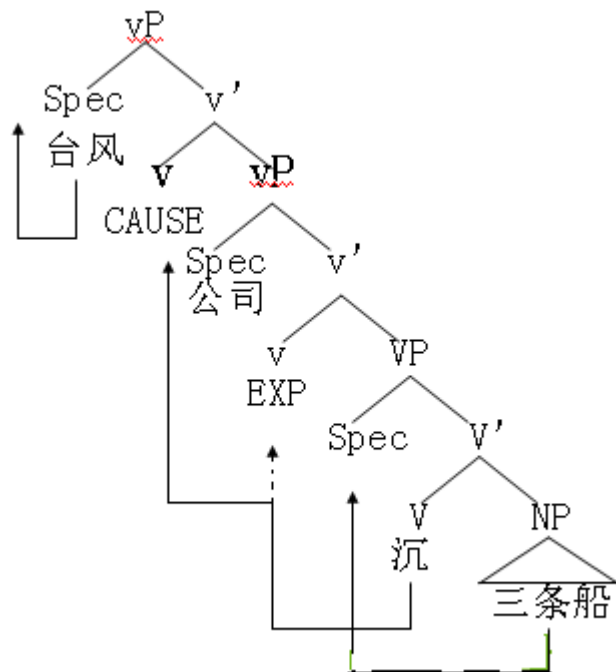 vP
Spec v'
台风 v vP
CAUSE
Spec v'
公司
v VP
EXP
Spec V'
V NP
沉
三条船